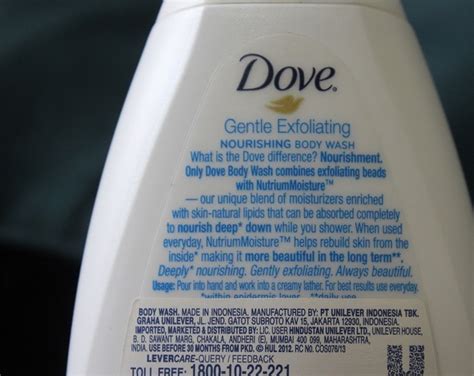 Dove
Gentle Exfoliating
NOURISHING BODY WASH
What is the Dove difference? Nourishment.
Only Dove Body Wash combines exfoliating beads
with NutriumMoisture™
— our unique blend of moisturizers enriched
with skin-natural lipids that can be absorbed completely
to nourish deep* down while you shower. When used
everyday, NutriumMoisture™ helps rebuild skin from the
inside* making it more beautiful in the long term**.
Deeply* nourishing. Gently exfoliating. Always beautiful.
Usage: Pour into hand and work into a creamy lather. For best results use everyday.
*within epidermis layer **with daily use
BODY WASH. MADE IN INDONESIA. MANUFACTURED BY: PT UNILEVER INDONESIA TBK.
GRAHA UNILEVER, JL. JEND. GATOT SUBROTO KAV 15, JAKARTA 12930, INDONESIA.
IMPORTED, MARKETED & DISTRIBUTED BY: LIC. USER HINDUSTAN UNILEVER LTD., UNILEVER HOUSE,
B. D. SAWANT MARG, CHAKALA, ANDHERI (E), MUMBAI 400 099, MAHARASHTRA, INDIA.
USE BEFORE 30 MONTHS FROM PKD. © HUL 2012. RC NO. COS076/13
LEVERCARE-QUERY / FEEDBACK
TOLL FREE: 1800-10-22-221